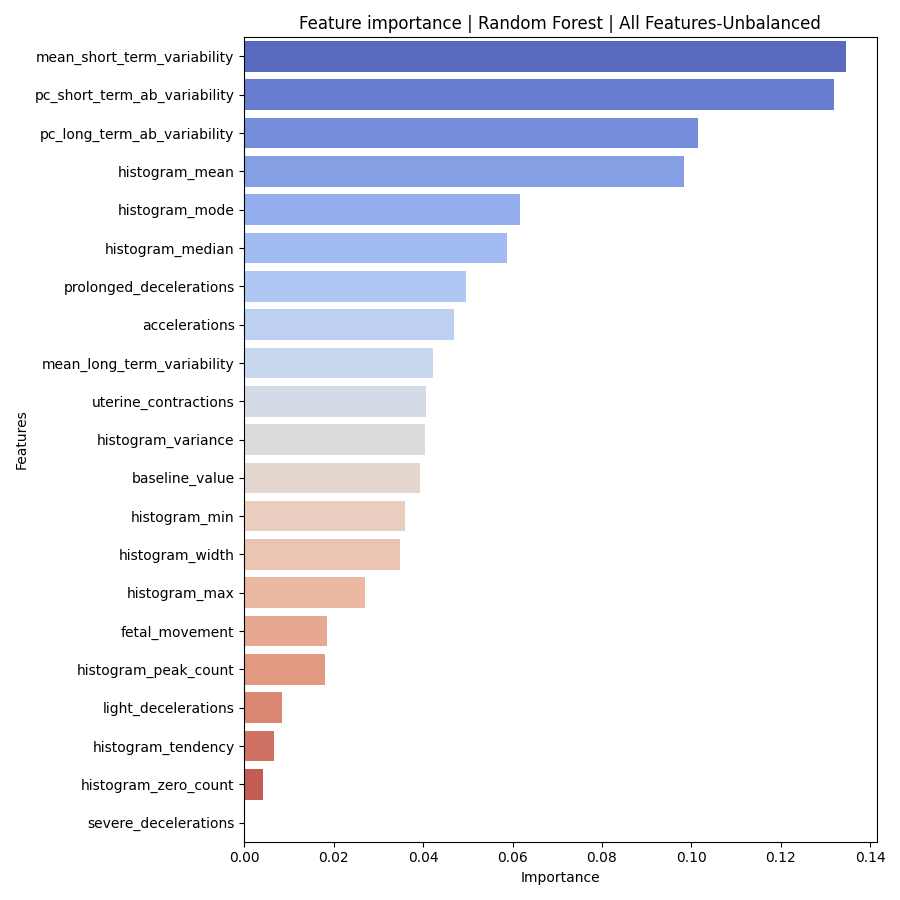 Feature importance | Random Forest | All Features-Unbalanced
mean_short_term_variability
pc_short_term_ab_variability
pc_long_term_ab_variability
histogram_mean
histogram_mode
histogram_median
prolonged_decelerations
accelerations
mean_long_term_variability
uterine_contractions
histogram_variance
baseline_value
histogram_min
histogram_width
histogram_max
fetal_movement
histogram_peak_count
light_decelerations
histogram_tendency
histogram_zero_count
severe_decelerations
Features
0.00 0.02 0.04 0.06 0.08 0.10 0.12 0.14
Importance